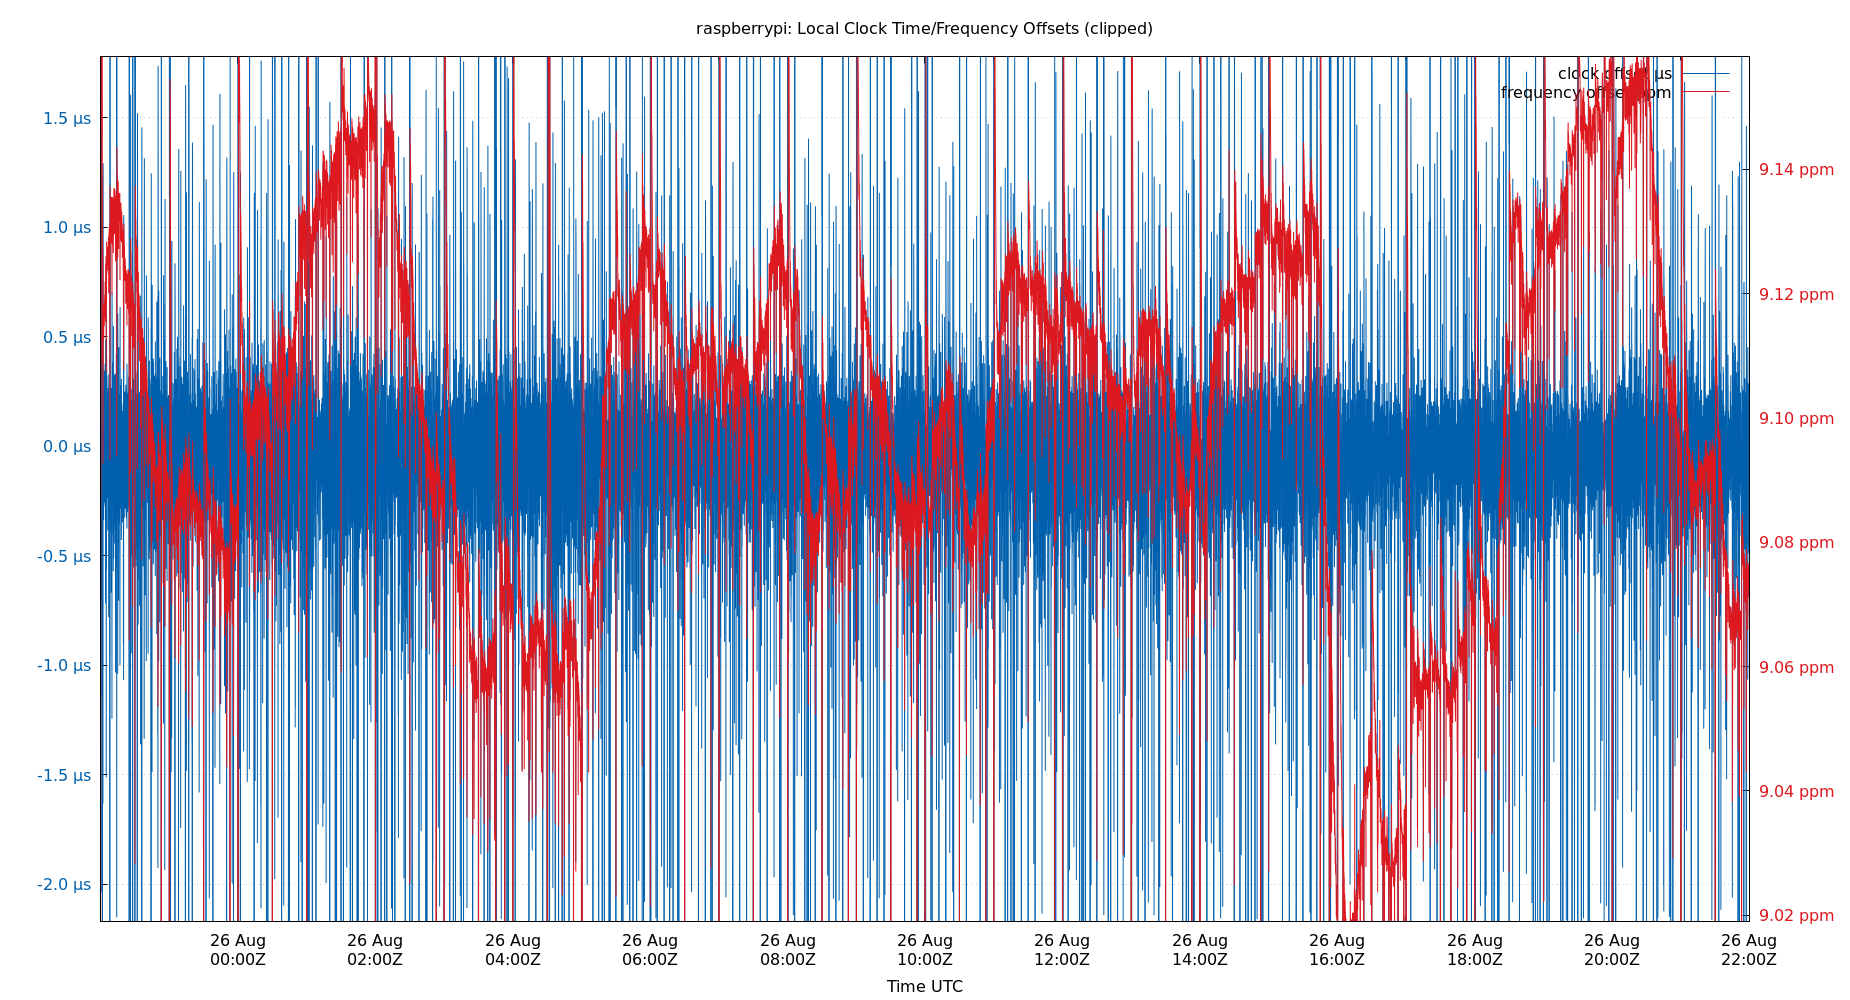 raspberrypi: Local Clock Time/Frequency Offsets (clipped)
clock offset µs
frequency offset ppm
1.5 µs
1.0 µs
0.5 µs
0.0 µs
-0.5 µs
-1.0 µs
-1.5 µs
-2.0 µs
9.14 ppm
9.12 ppm
9.10 ppm
9.08 ppm
9.06 ppm
9.04 ppm
9.02 ppm
26 Aug 26 Aug 26 Aug 26 Aug 26 Aug 26 Aug 26 Aug 26 Aug 26 Aug 26 Aug 26 Aug 26 Aug
00:00Z 02:00Z 04:00Z 06:00Z 08:00Z 10:00Z 12:00Z 14:00Z 16:00Z 18:00Z 20:00Z 22:00Z
Time UTC